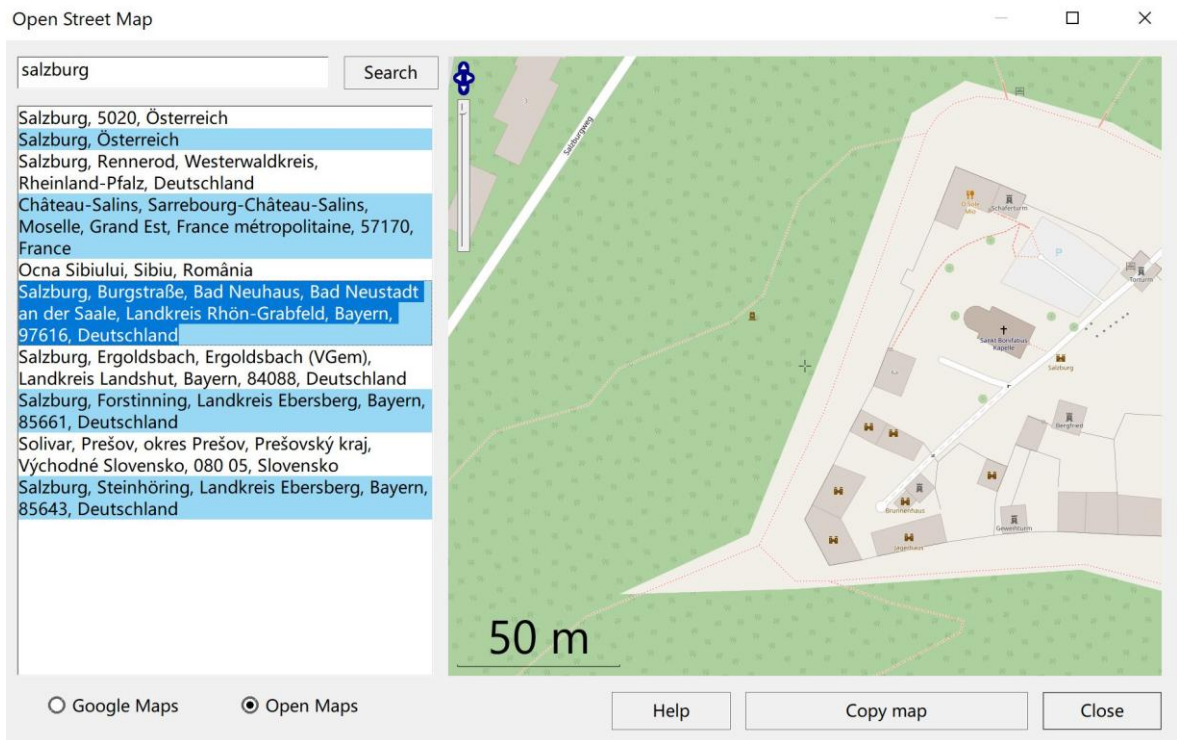 Open Street Map
salzburg
Search
Salzburg, 5020, Österreich
Salzburg, Österreich
Salzburg, Rennerod, Westerwaldkreis,
Rheinland-Pfalz, Deutschland
Château-Salins, Sarrebourg-Château-Salins,
Moselle, Grand Est, France métropolitaine, 57170,
France
Ocna Sibiului, Sibiu, România
Salzburg, Burgstraße, Bad Neuhaus, Bad Neustadt
an der Saale, Landkreis Rhön-Grabfeld, Bayern,
97616, Deutschland
Salzburg, Ergoldsbach, Ergoldsbach (VGem),
Landkreis Landshut, Bayern, 84088, Deutschland
Salzburg, Forstinning, Landkreis Ebersberg, Bayern,
85661, Deutschland
Solivar, Prešov, okres Prešov, Prešovský kraj,
Východné Slovensko, 080 05, Slovensko
Salzburg, Steinhöring, Landkreis Ebersberg, Bayern,
85643, Deutschland
Salzburgweg
O Sole
Mio
Schäferturm
P
Torturm
Sankt Bonifatius
Kapelle
Salzburg
Bergfried
Brunnenhaus
Geweihturm
50 m
Google Maps
Open Maps
Help
Copy map
Close